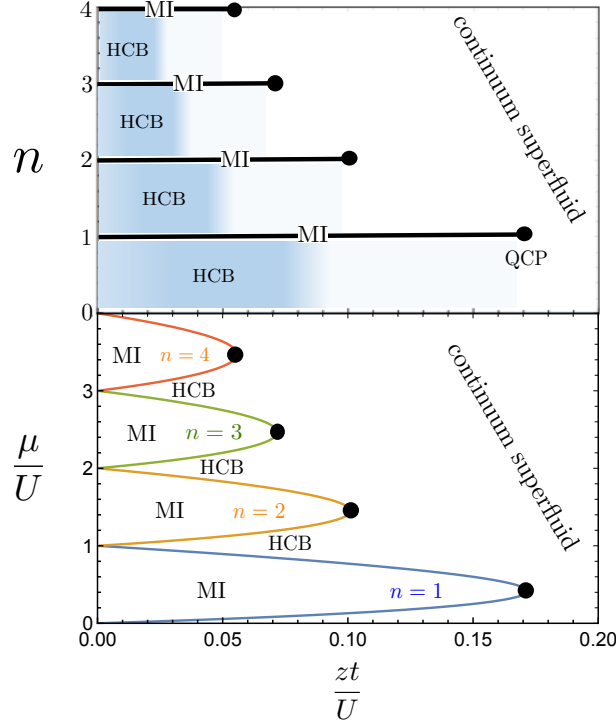 4
MI
HCB
3
MI
HCB
continuum superfluid
n
2
MI
HCB
1
MI
QCP
HCB
0
MI
n = 4
3
HCB
continuum superfluid
MI
n = 3
μ/U
2
HCB
MI
n = 2
1
HCB
MI
n = 1
0
0.00 0.05 0.10 0.15 0.20
zt/U